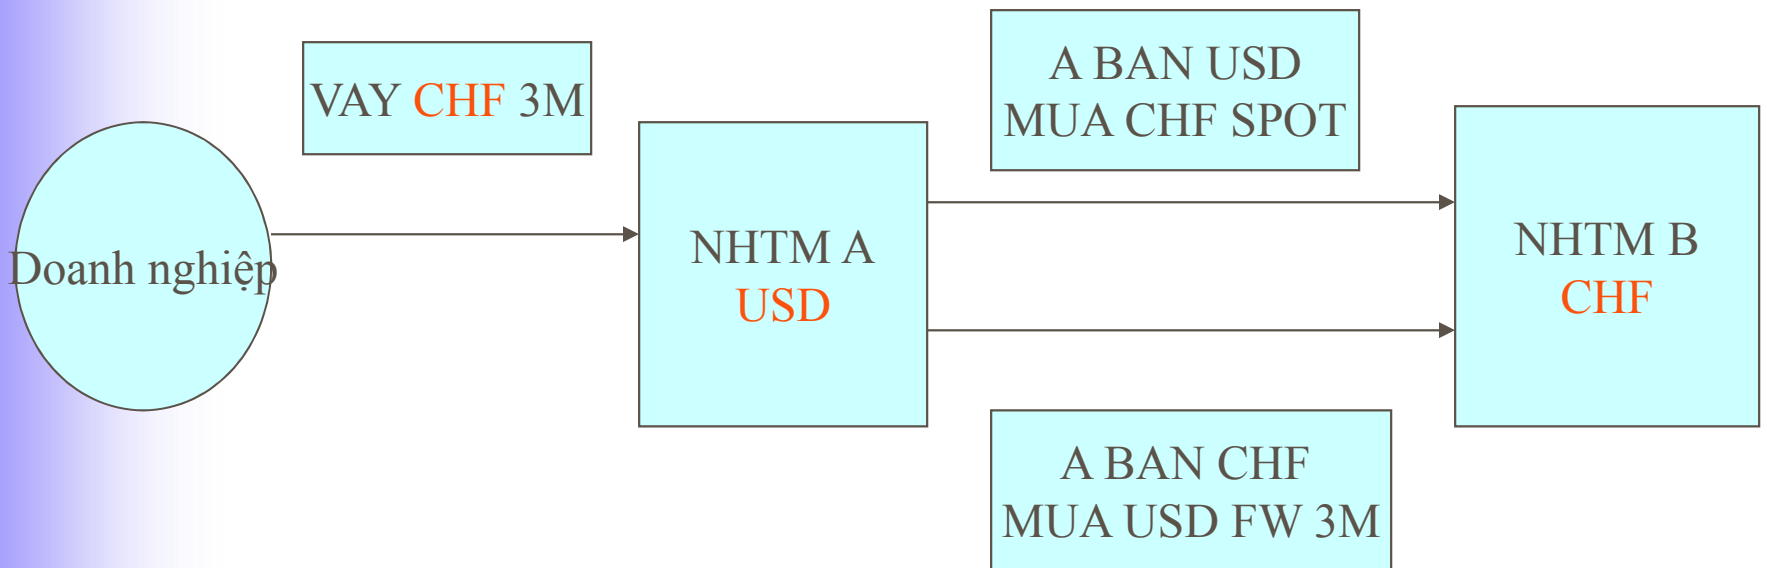 VAY CHF 3M
A BAN USD
MUA CHF SPOT
Doanh nghiệp
NHTM A
USD
NHTM B
CHF
A BAN CHF
MUA USD FW 3M